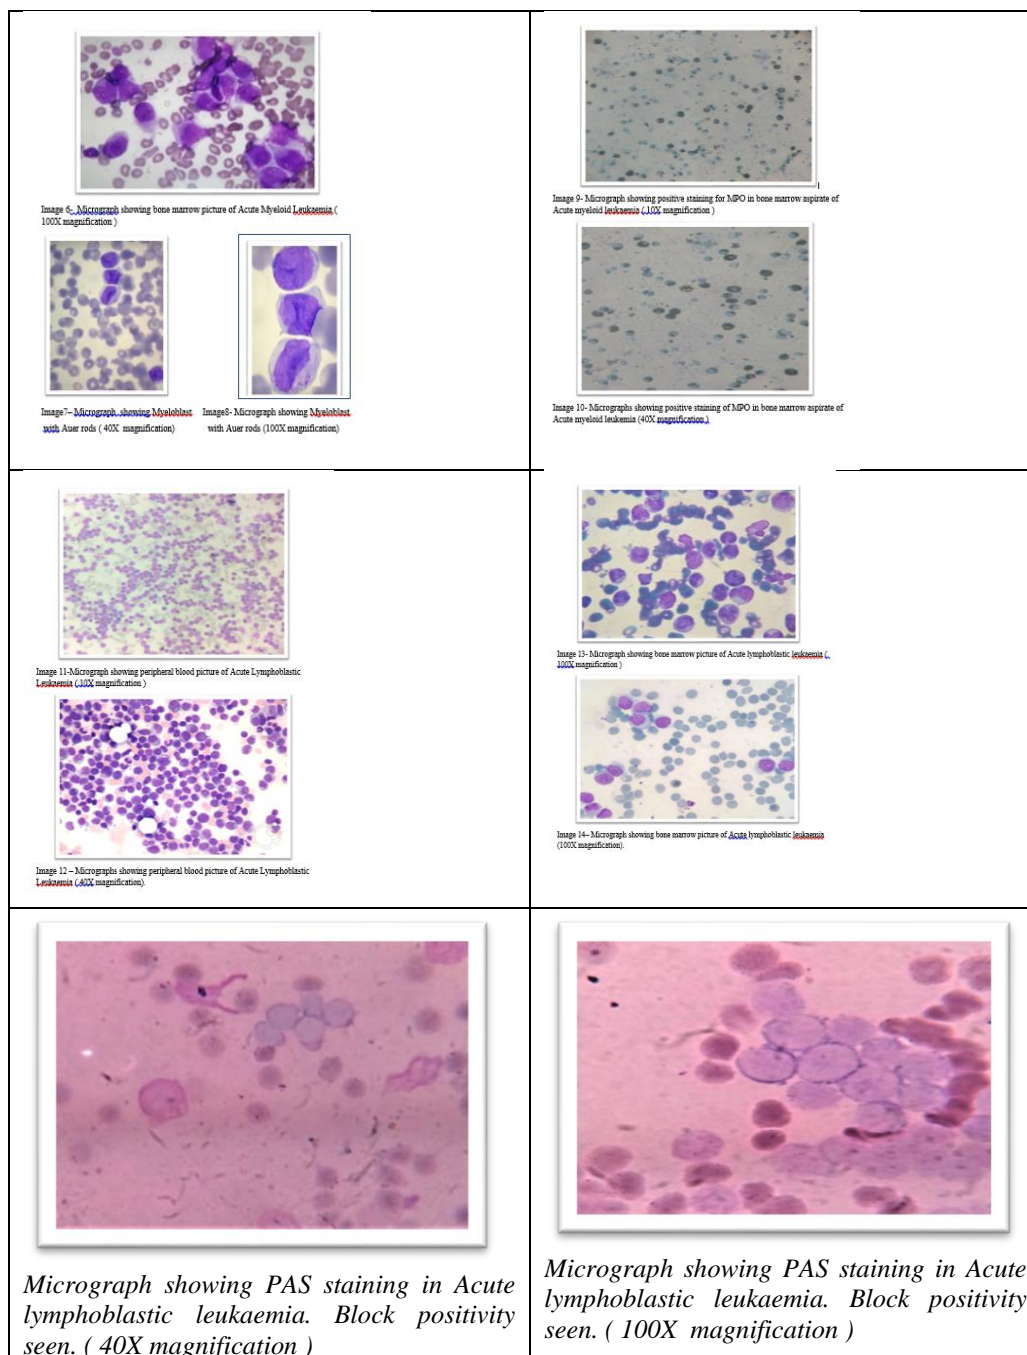 Image 6- Micrograph showing bone marrow picture of Acute Myeloid Leukaemia (
100X magnification )
Image7– Micrograph showing Myeloblast
with Auer rods ( 40X magnification)
Image8- Micrograph showing Myeloblast
with Auer rods (100X magnification)
Image 9- Micrograph showing positive staining for MPO in bone marrow aspirate of
Acute myeloid leukaemia ( 10X magnification )
Image 10- Micrographs showing positive staining of MPO in bone marrow aspirate of
Acute myeloid leukemia (40X magnification )
Image 11-Micrograph showing peripheral blood picture of Acute Lymphoblastic
Leukaemia ( 10X magnification )
Image 12 – Micrographs showing peripheral blood picture of Acute Lymphoblastic
Leukaemia ( 40X magnification).
Image 13- Micrograph showing bone marrow picture of Acute lymphoblastic leukaemia (
100X magnification )
Image 14– Micrograph showing bone marrow picture of Acute lymphoblastic leukaemia
(100X magnification).
Micrograph showing PAS staining in Acute
lymphoblastic leukaemia. Block positivity
seen. ( 40X magnification )
Micrograph showing PAS staining in Acute
lymphoblastic leukaemia. Block positivity
seen. ( 100X magnification )